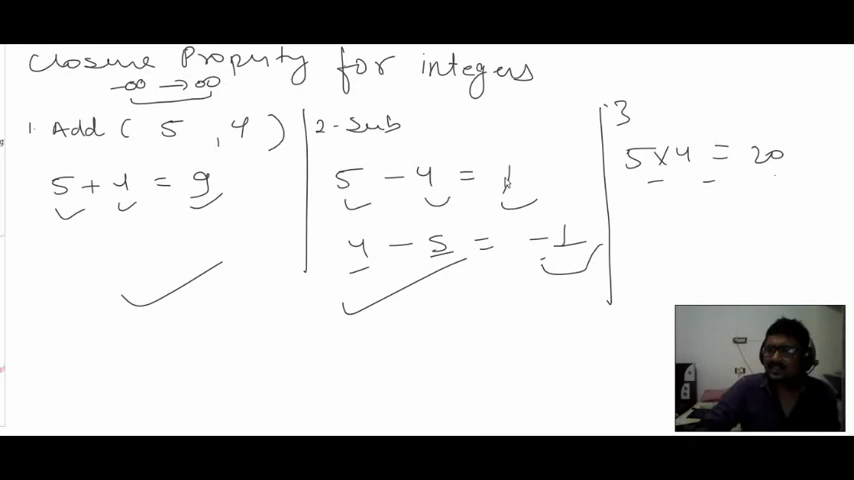 Closure Property for integers
-∞ → ∞
1. Add ( 5 , 4 )
5 + 4 = 9
2 - Sub
5 - 4 = 1
4 - 5 = -1
3
5 × 4 = 20